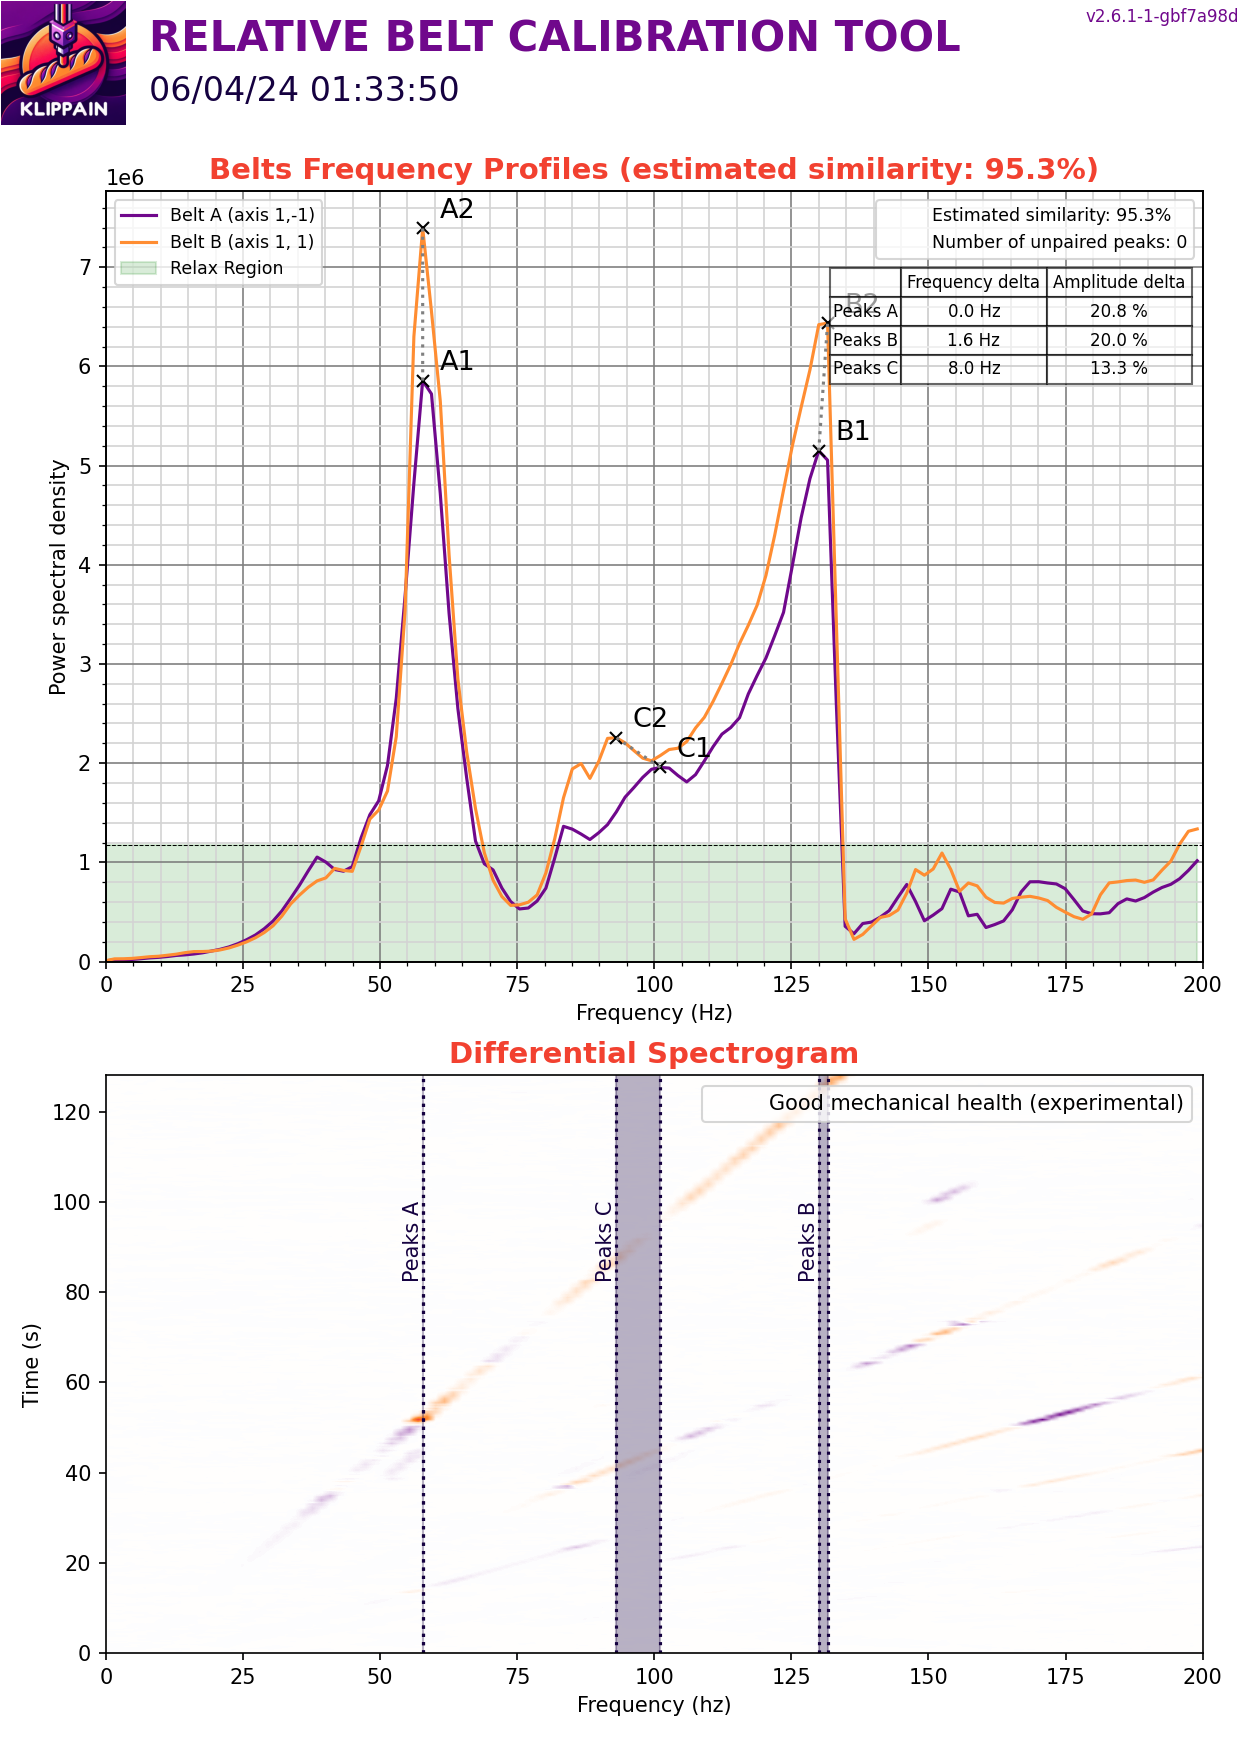 v2.6.1-1-gbf7a98d
RELATIVE BELT CALIBRATION TOOL
06/04/24 01:33:50
KLIPPAIN
Belts Frequency Profiles (estimated similarity: 95.3%)
1e6
Belt A (axis 1,-1)
Belt B (axis 1, 1)
Relax Region
Estimated similarity: 95.3%
Number of unpaired peaks: 0
Frequency delta Amplitude delta
Peaks A 0.0 Hz 20.8 %
Peaks B 1.6 Hz 20.0 %
Peaks C 8.0 Hz 13.3 %
A2
A1
B2
B1
C2
C1
7
6
5
4
3
2
1
0
Power spectral density
0 25 50 75 100 125 150 175 200
Frequency (Hz)
Differential Spectrogram
Good mechanical health (experimental)
Peaks A
Peaks C
Peaks B
120
100
80
60
40
20
0
Time (s)
0 25 50 75 100 125 150 175 200
Frequency (hz)